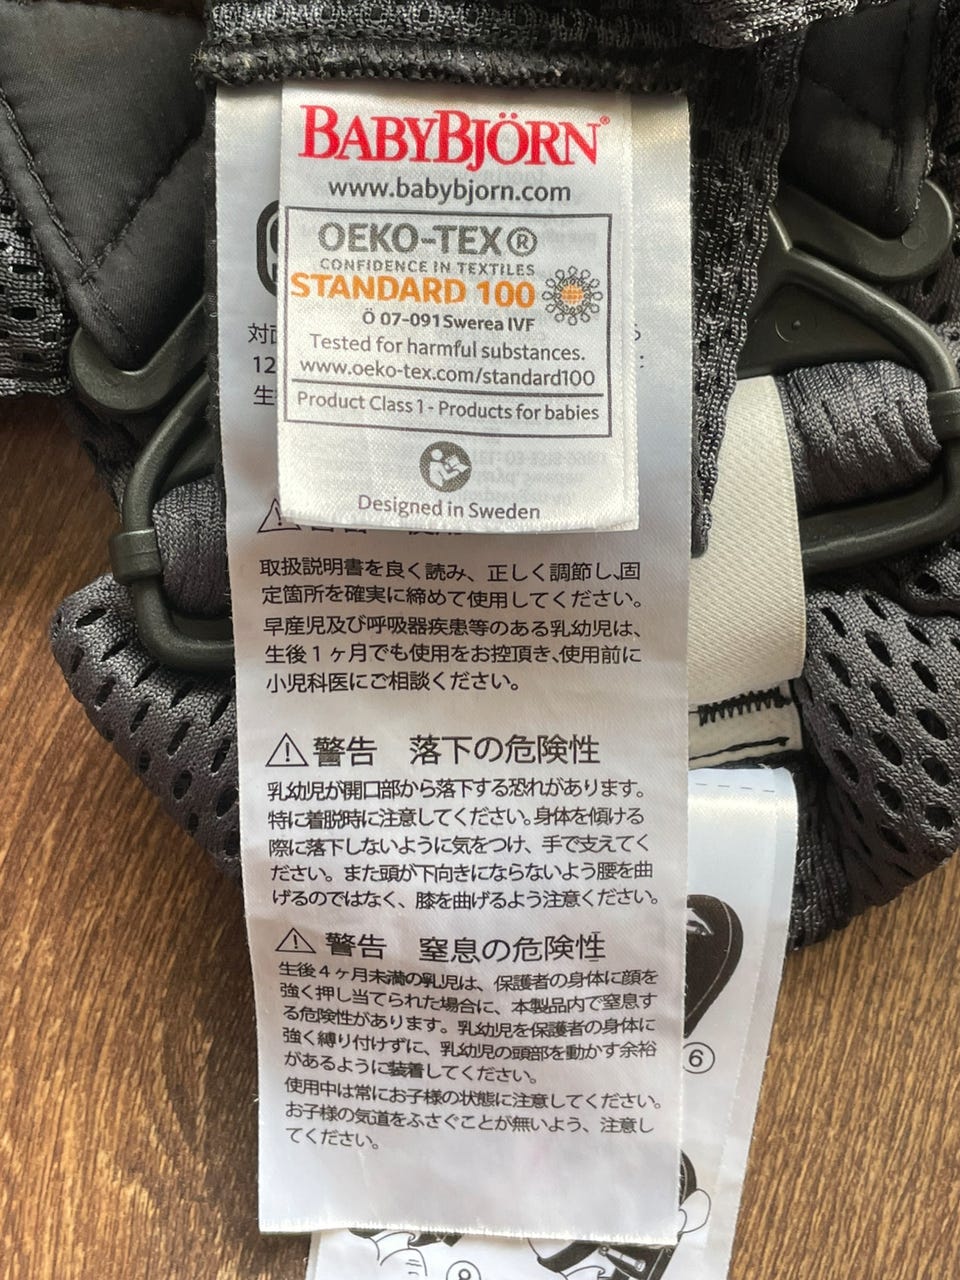 BABYBJÖRN®
www.babybjorn.com
OEKO-TEX®
CONFIDENCE IN TEXTILES
STANDARD 100
Ö 07-091 Swerea IVF
Tested for harmful substances.
www.oeko-tex.com/standard100
Product Class 1 - Products for babies
Designed in Sweden
対面
12
生
取扱説明書を良く読み、正しく調節し、固
定箇所を確実に締めて使用してください。
早産児及び呼吸器疾患等のある乳幼児は、
生後1ヶ月でも使用をお控頂き、使用前に
小児科医にご相談ください。
⚠警告 落下の危険性
乳幼児が開口部から落下する恐れがあります。
特に着脱時に注意してください。身体を傾ける
際に落下しないように気をつけ、手で支えてく
ださい。また頭が下向きにならないよう腰を曲
げるのではなく、膝を曲げるよう注意ください。
⚠警告 窒息の危険性
生後4ヶ月未満の乳児は、保護者の身体に顔を
強く押し当てられた場合に、本製品内で窒息す
る危険性があります。乳幼児を保護者の身体に
強く縛り付けずに、乳幼児の頭部を動かす余裕
があるように装着してください。
使用中は常にお子様の状態に注意してください。
お子様の気道をふさぐことが無いよう、注意し
てください。
6
8